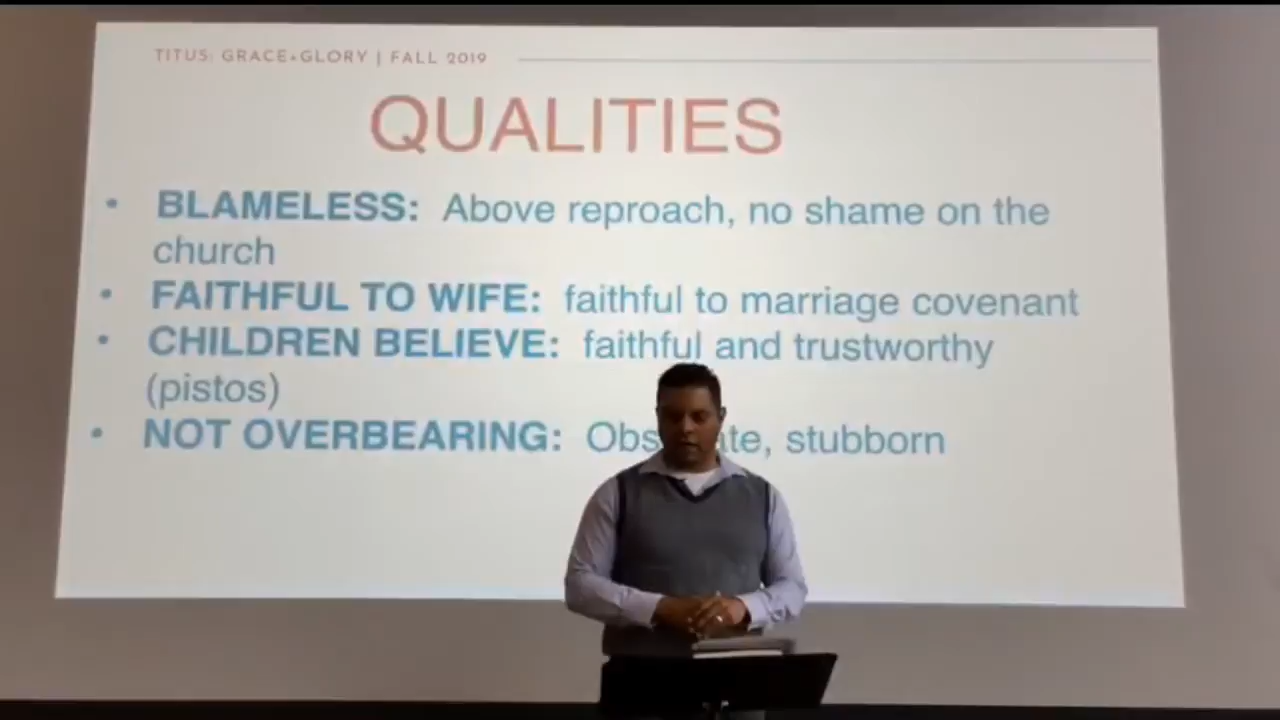 TITUS: GRACE+GLORY | FALL 2019
QUALITIES
• BLAMELESS: Above reproach, no shame on the
church
• FAITHFUL TO WIFE: faithful to marriage covenant
• CHILDREN BELIEVE: faithful and trustworthy
(pistos)
• NOT OVERBEARING: stubborn